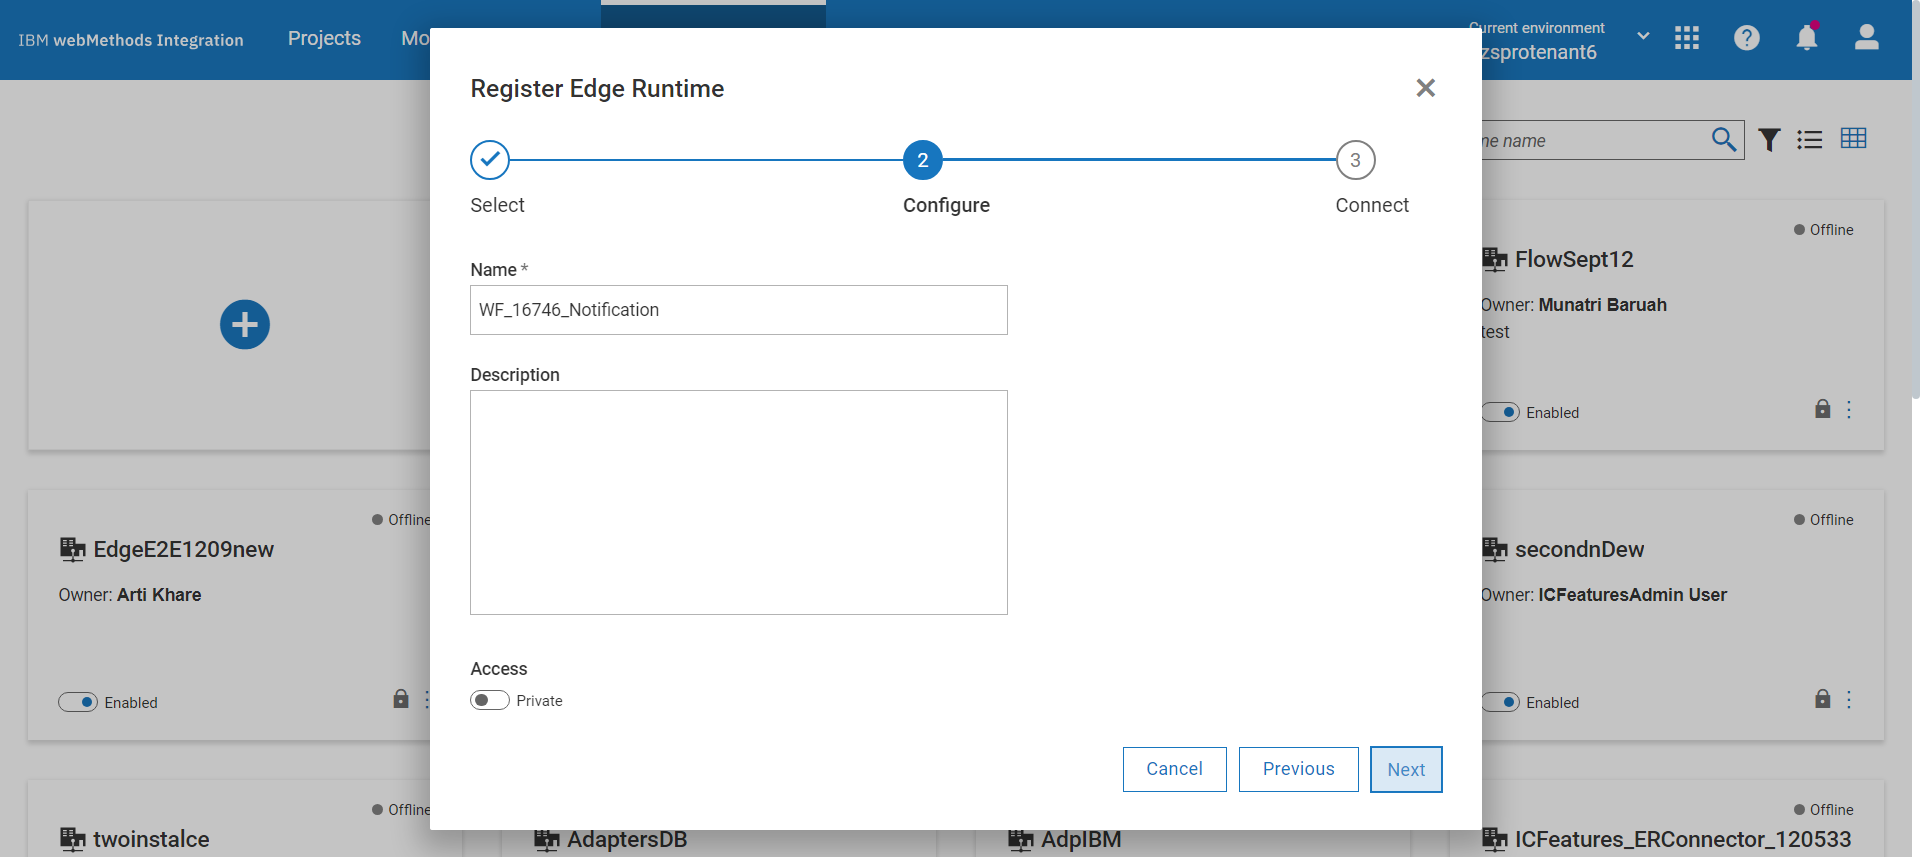 IBM webMethods Integration
Projects
Mo
Current environment
zsprotenant6
Register Edge Runtime
2
3
Select
Configure
Connect
Name *
WF_16746_Notification
Description
Access
Private
Cancel
Previous
Next
me name
Offline
FlowSept12
Owner: Munatri Baruah
test
Enabled
Offline
EdgeE2E1209new
Owner: Arti Khare
Enabled
Offline
secondnDew
Owner: ICFeaturesAdmin User
Enabled
Offline
twoinstalce
AdaptersDB
AdpIBM
Offline
ICFeatures_ERConnector_120533